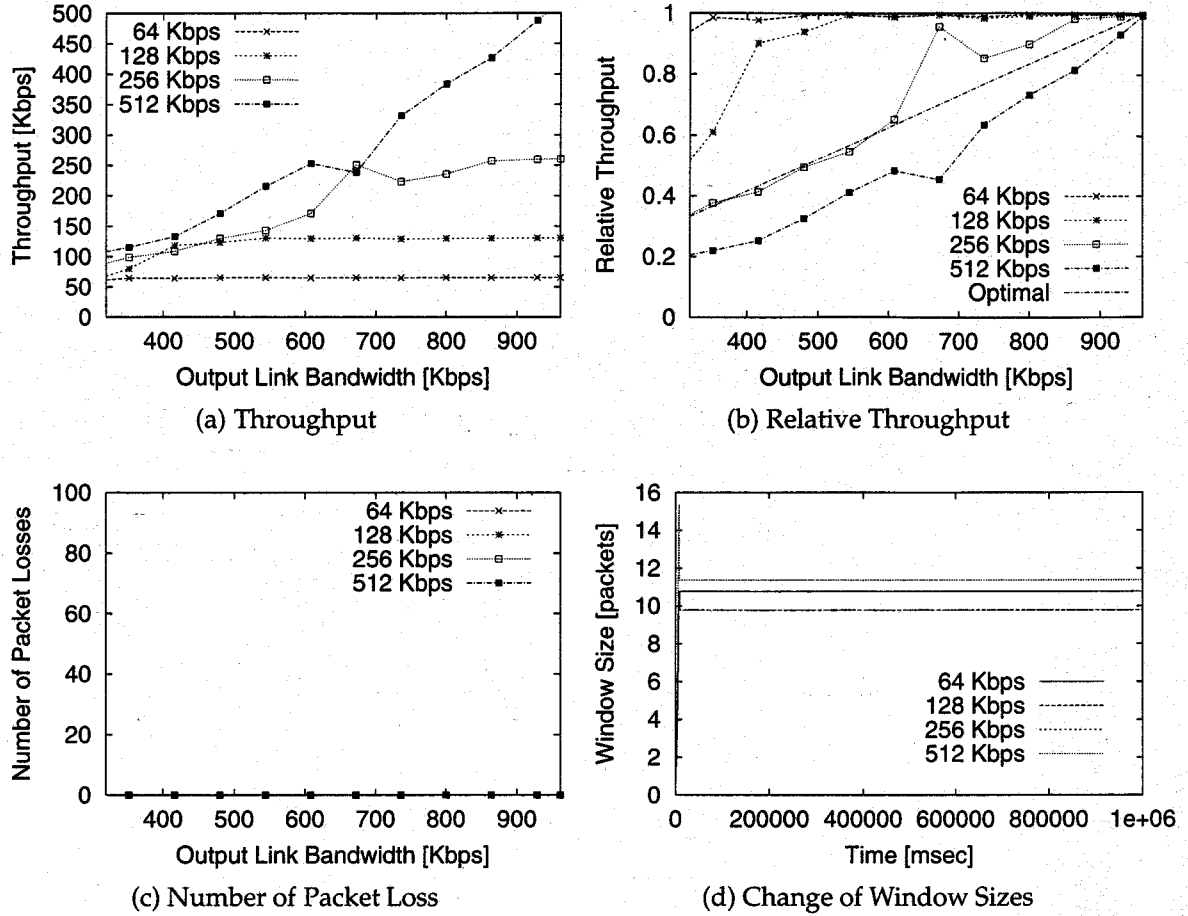 Throughput [Kbps]
500
450
400
350
300
250
200
150
100
50
0
64 Kbps
128 Kbps
256 Kbps
512 Kbps
400 500 600 700 800 900
Output Link Bandwidth [Kbps]
(a) Throughput
Relative Throughput
1
0.8
0.6
0.4
0.2
0
64 Kbps
128 Kbps
256 Kbps
512 Kbps
Optimal
400 500 600 700 800 900
Output Link Bandwidth [Kbps]
(b) Relative Throughput
Number of Packet Losses
100
80
60
40
20
0
64 Kbps
128 Kbps
256 Kbps
512 Kbps
400 500 600 700 800 900
Output Link Bandwidth [Kbps]
(c) Number of Packet Loss
Window Size [packets]
16
14
12
10
8
6
4
2
0
64 Kbps
128 Kbps
256 Kbps
512 Kbps
0 200000 400000 600000 800000 1e+06
Time [msec]
(d) Change of Window Sizes